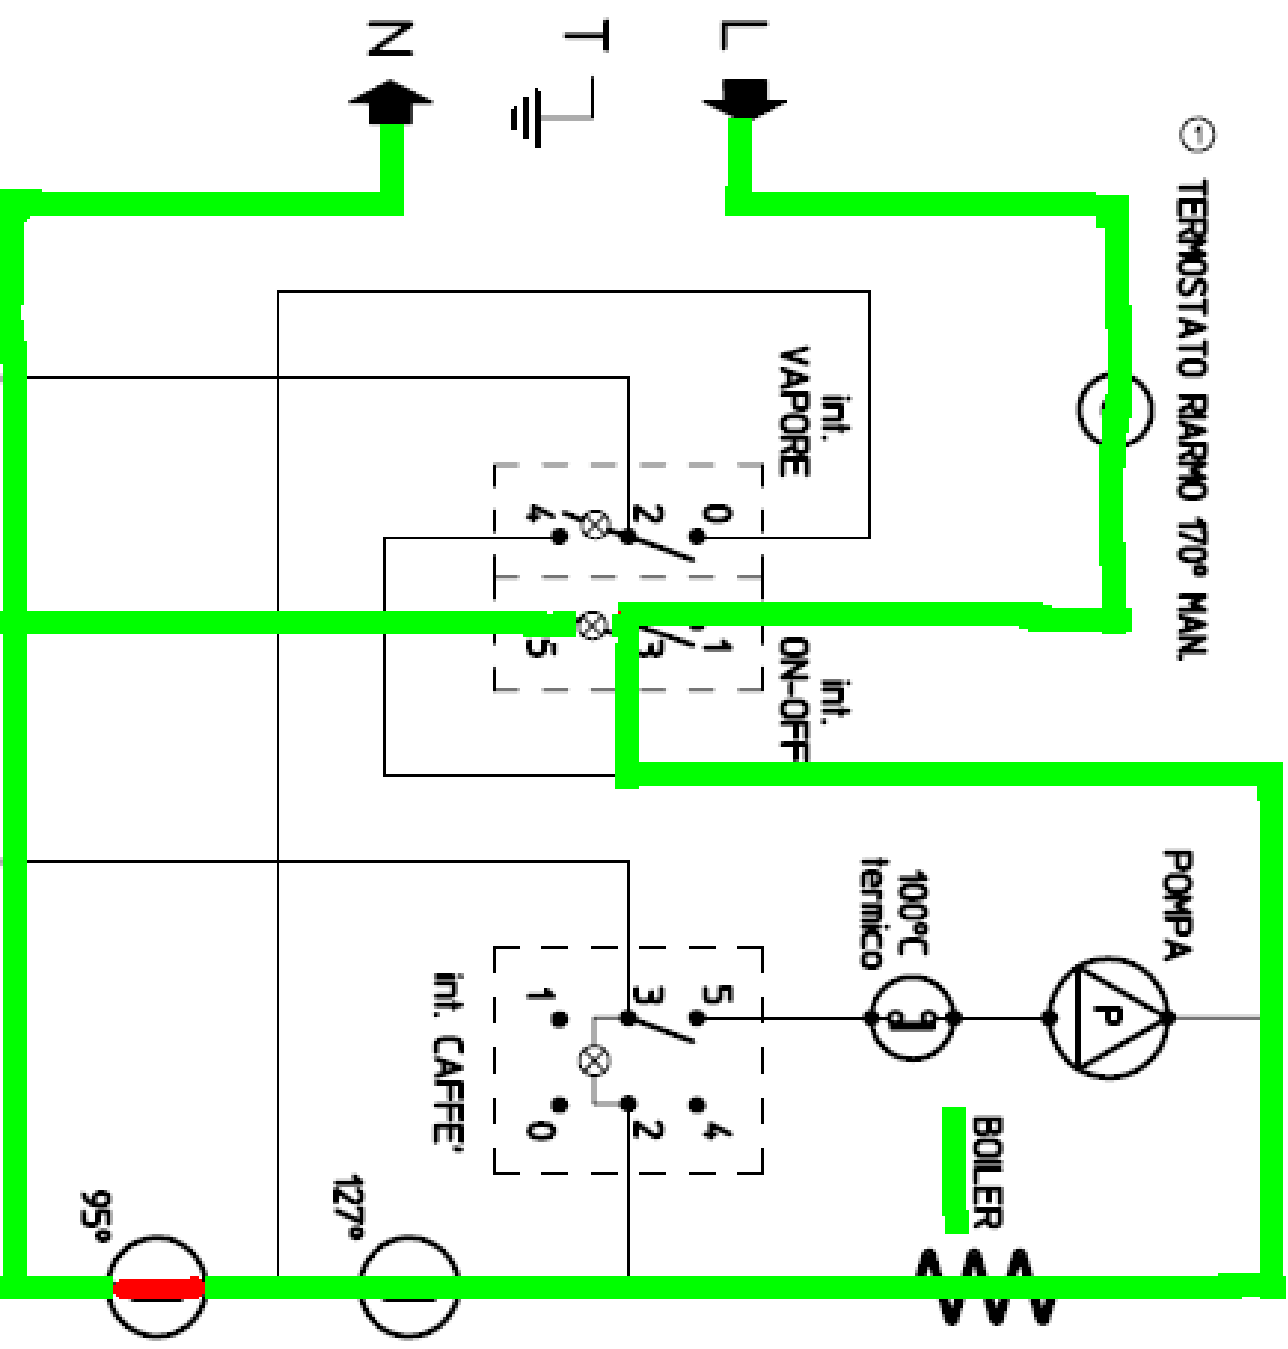 N
T
L
① TERMOSTATO RIARMO 170° MAN.
int.
VAPORE
4 2 0
5 3 1
int.
ON-OFF
POMPA
100°C
termico
P
1 3 5
int. CAFFE'
0 2 4
BOILER
127°
95°